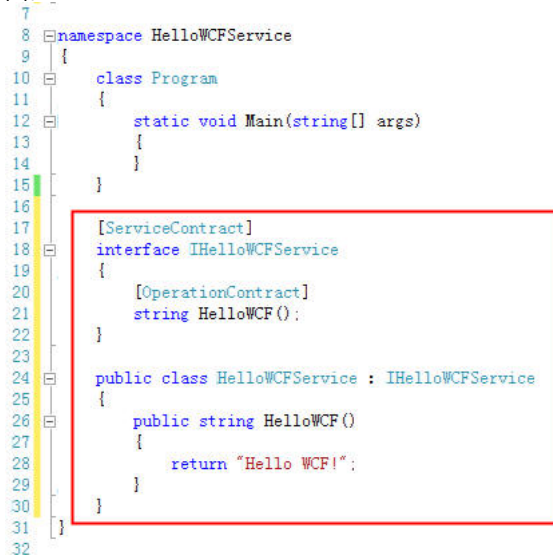 7
8 namespace HelloWCFService
9 {
10 class Program
11 {
12 static void Main(string[] args)
13 {
14 }
15 }
16
17 [ServiceContract]
18 interface IHelloWCFService
19 {
20 [OperationContract]
21 string HelloWCF();
22 }
23
24 public class HelloWCFService : IHelloWCFService
25 {
26 public string HelloWCF()
27 {
28 return "Hello WCF!";
29 }
30 }
31 }
32